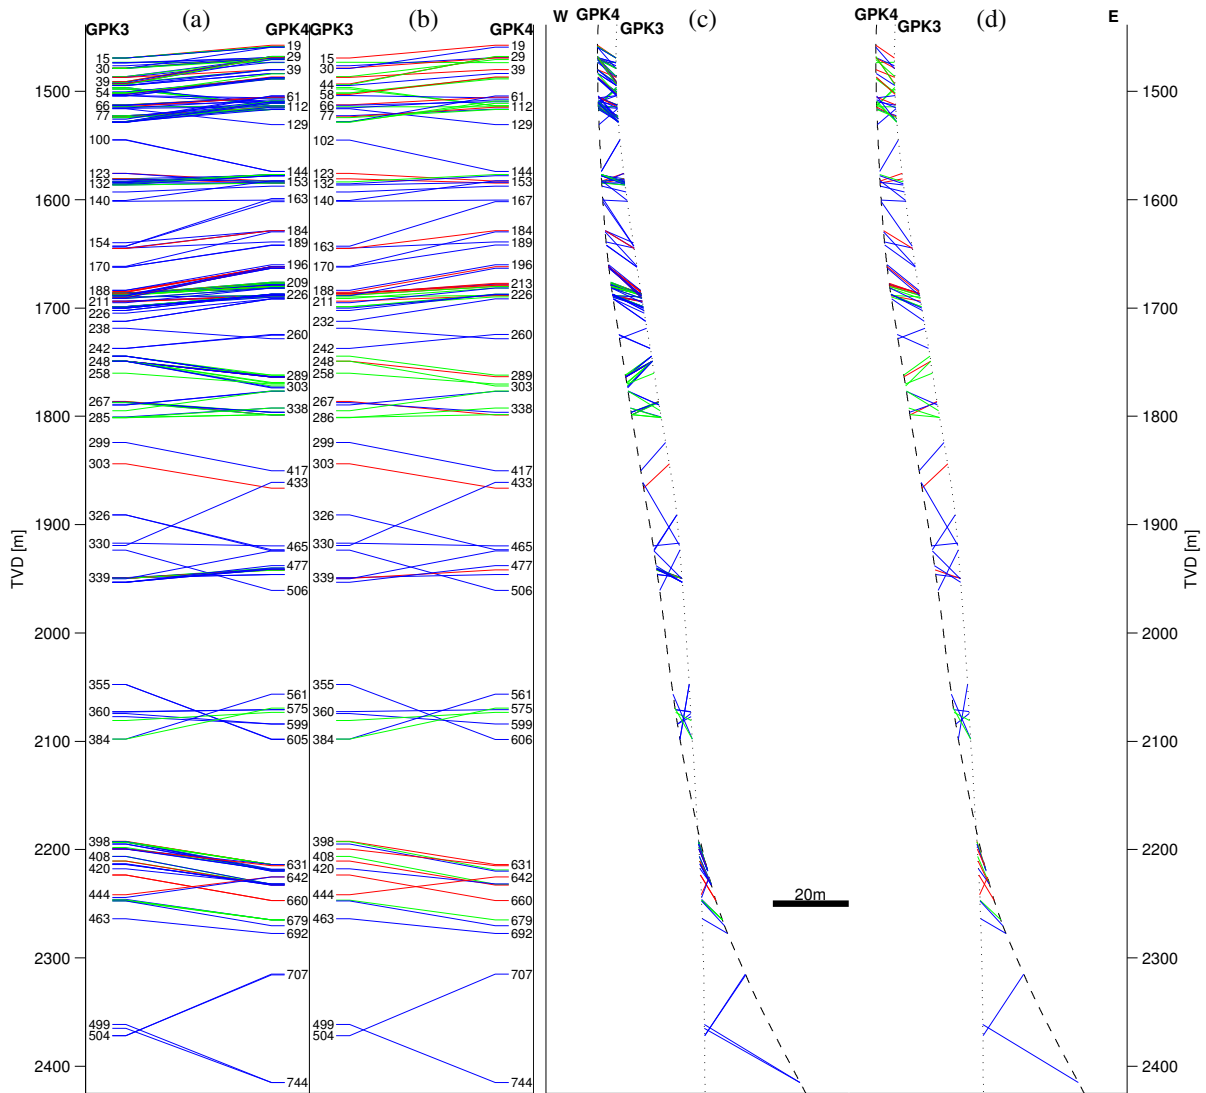 (a) (b) W GPK4 (c) GPK4 (d) E
GPK3 GPK4 GPK3 GPK4 GPK3 GPK3
15 19 15 19
30 29 30 29
39 39 44 39
54 61 58 61
66 112 66 112
77 129 77 129
100 144 102 144
123 153 123 153
132 163 132 167
140 184 140 184
154 189 163 189
170 196 170 196
188 209 188 213
211 226 211 226
226 260 232 260
238 289 242 289
242 303 248 303
248 338 258 338
258 417 267 417
267 433 286 433
285 465 299 465
299 477 303 477
303 506 326 506
326 561 330 561
330 575 339 575
339 599 355 599
355 605 360 606
360 631 384 631
384 642 398 642
398 660 408 660
408 679 420 679
420 692 444 692
444 707 463 707
463 744 499 744
499 504
504
TVD [m]
1500
1600
1700
1800
1900
2000
2100
2200
2300
2400
20m
TVD [m]
1500
1600
1700
1800
1900
2000
2100
2200
2300
2400